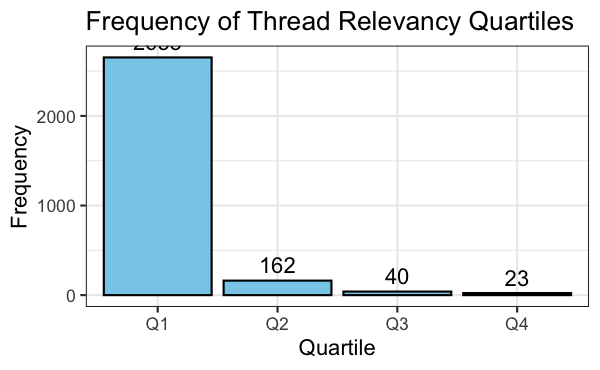 Frequency of Thread Relevancy Quartiles
Frequency
2000
1000
0
162
40
23
Q1 Q2 Q3 Q4
Quartile